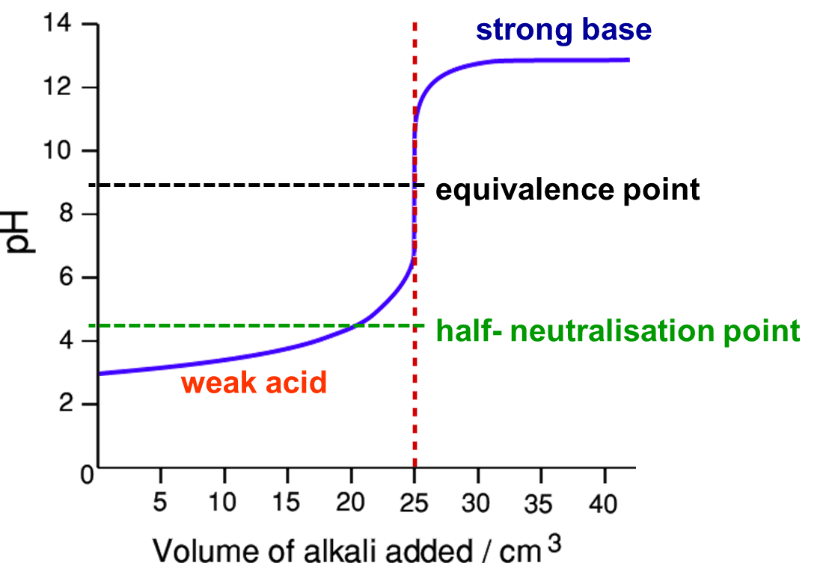 14
strong base
12
10
equivalence point
8
pH
6
half- neutralisation point
4
weak acid
2
0
5 10 15 20 25 30 35 40
Volume of alkali added / cm³